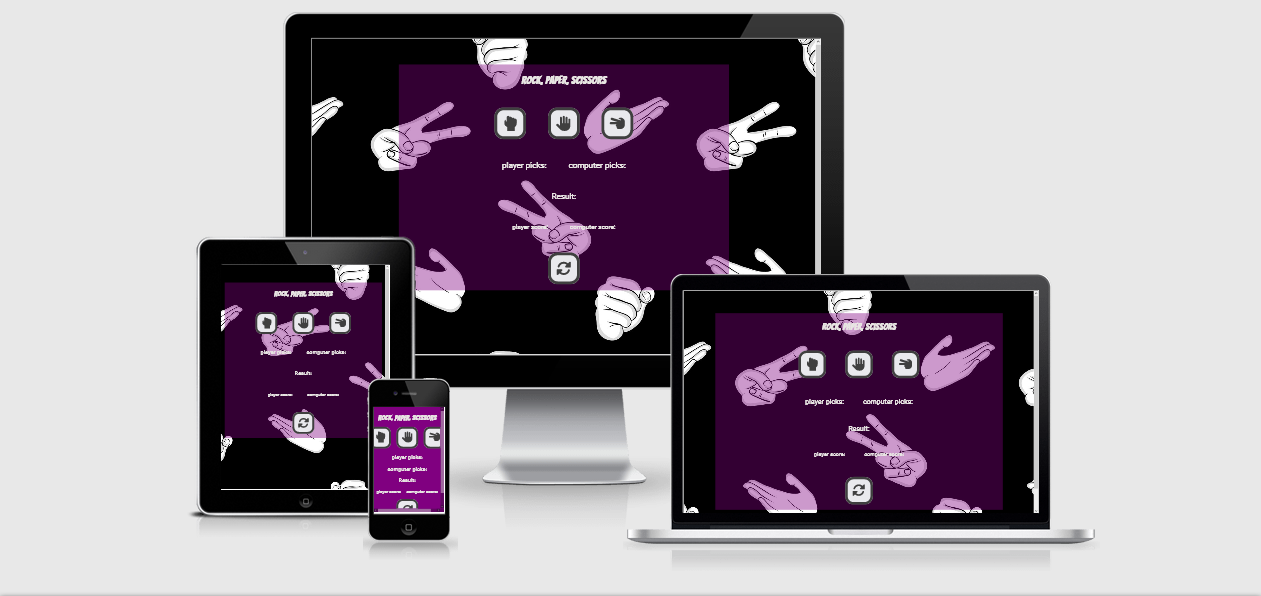 ROCK, PAPER, SCISSORS
player picks: computer picks:
Result:
player score: computer score:
ROCK, PAPER, SCISSORS
player picks: computer picks:
Result:
player score: computer score:
ROCK, PAPER, SCISSORS
player picks:
computer picks:
Result:
player score: computer score:
ROCK, PAPER, SCISSORS
player picks: computer picks:
Result:
player score: computer score: